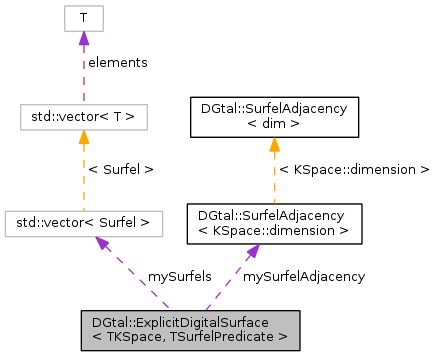 T
elements
std::vector< T >
DGtal::SurfelAdjacency
< dim >
< Surfel >
< KSpace::dimension >
std::vector< Surfel >
DGtal::SurfelAdjacency
< KSpace::dimension >
mySurfels
mySurfelAdjacency
DGtal::ExplicitDigitalSurface
< TKSpace, TSurfelPredicate >